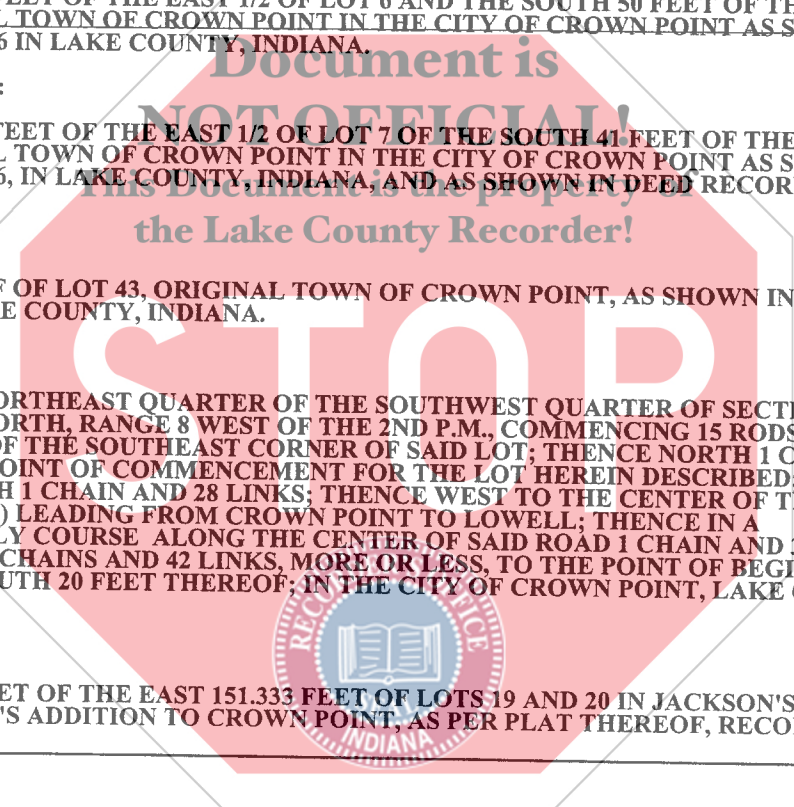 FEET OF THE EAST 1/2 OF LOT 6 AND THE SOUTH 50 FEET OF TH
TOWN OF CROWN POINT IN THE CITY OF CROWN POINT AS S
6 IN LAKE COUNTY, INDIANA.
Document is
:
NOT OFFICIAL!
FEET OF THE EAST 1/2 OF LOT 7 OF THE SOUTH 41 FEET OF THE
L TOWN OF CROWN POINT IN THE CITY OF CROWN POINT AS S
6, IN LAKE COUNTY, INDIANA, AND AS SHOWN IN DEED RECOR
This Document is the property of
the Lake County Recorder!
F OF LOT 43, ORIGINAL TOWN OF CROWN POINT, AS SHOWN IN
E COUNTY, INDIANA.
STOP
ORTHEAST QUARTER OF THE SOUTHWEST QUARTER OF SECTI
ORTH, RANGE 8 WEST OF THE 2ND P.M., COMMENCING 15 RODS
OF THE SOUTHEAST CORNER OF SAID LOT; THENCE NORTH 1 C
OINT OF COMMENCEMENT FOR THE LOT HEREIN DESCRIBED;
H 1 CHAIN AND 28 LINKS; THENCE WEST TO THE CENTER OF T
) LEADING FROM CROWN POINT TO LOWELL; THENCE IN A
LY COURSE ALONG THE CENTER OF SAID ROAD 1 CHAIN AND 3
CHAINS AND 42 LINKS, MORE OR LESS, TO THE POINT OF BEGI
UTH 20 FEET THEREOF; IN THE CITY OF CROWN POINT, LAKE C
RECORDER'S OFFICE
SEAL
INDIANA
EET OF THE EAST 151.333 FEET OF LOTS 19 AND 20 IN JACKSON'S
'S ADDITION TO CROWN POINT, AS PER PLAT THEREOF, RECO